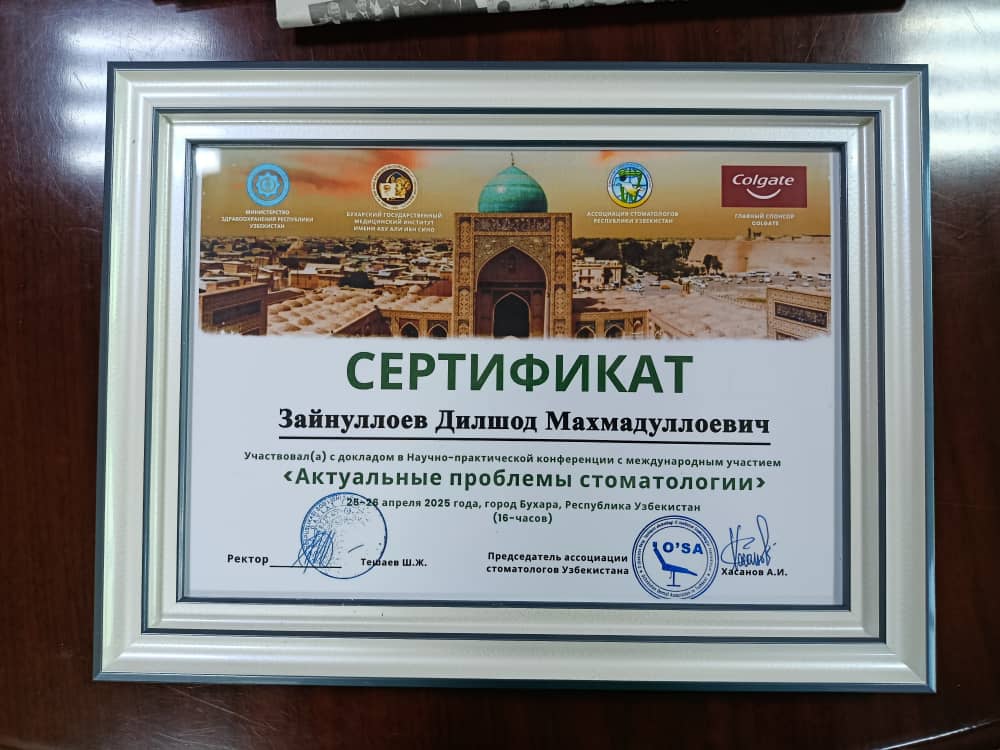 МИНИСТЕРСТВО
ЗДРАВООХРАНЕНИЯ РЕСПУБЛИКИ
УЗБЕКИСТАН
БУХАРСКИЙ ГОСУДАРСТВЕННЫЙ
МЕДИЦИНСКИЙ ИНСТИТУТ
ИМЕНИ АБУ АЛИ ИБН СИНО
АССОЦИАЦИЯ СТОМАТОЛОГОВ
РЕСПУБЛИКИ УЗБЕКИСТАН
Colgate
ГЛАВНЫЙ СПОНСОР
COLGATE
СЕРТИФИКАТ
Зайнуллоев Дилшод Махмадуллоевич
Участвовал(а) с докладом в Научно-практической конференции с международным участием
<Актуальные проблемы стоматологии>
25-26 апреля 2025 года, город Бухара, Республика Узбекистан
(16-часов)
Ректор Тешаев Ш.Ж.
Председатель ассоциации
стоматологов Узбекистана
O'SA
Хасанов А.И.